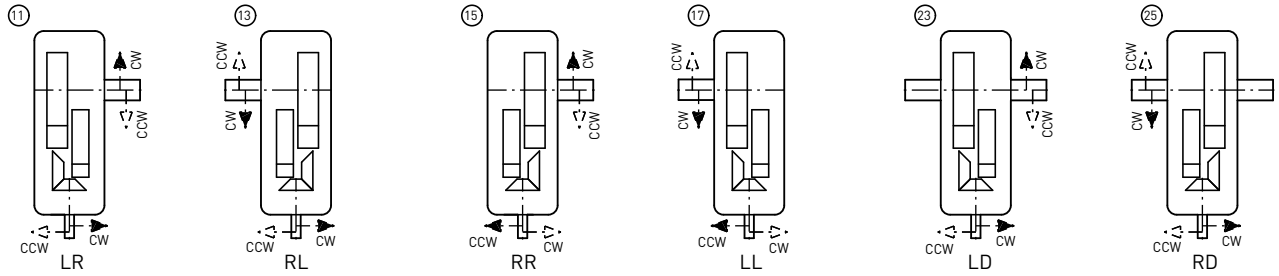 11 13 15 17 23 25
CW CCW CW CCW CW CCW
CCW CW CCW CW CCW CW
CCW CW CCW CW CCW CW CCW CW CCW CW CCW CW
LR RL RR LL LD RD